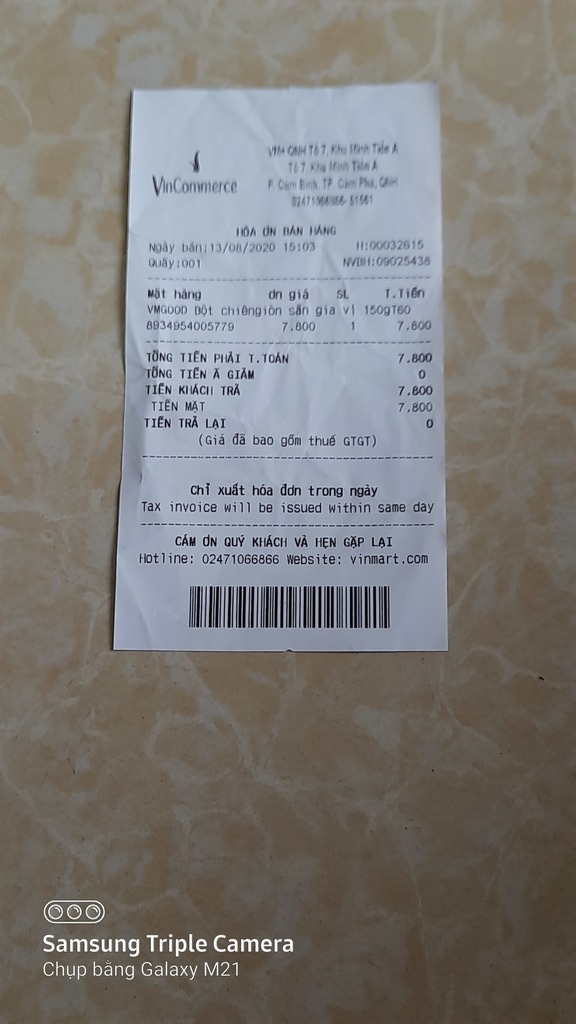 VinCommerce
VM+ QNH Tổ 7, Khu Minh Tiến A
Tổ 7, Khu Minh Tiến A
P. Cẩm Bình, TP. Cẩm Phả, QNH
02471066866-51561
HÓA ƠN BÁN HÀNG
Ngày bán:13/08/2020 15:03 H:00032615
Quầy:001 NVBH:09025436
Mặt hàng ơn giá SL T.Tiền
VMGOOD Bột chiêngiòn sẵn gia vị 150gT60
8934954005779 7.800 1 7.800
TỔNG TIỀN PHẢI T.TOÁN 7.800
TỔNG TIỀN Ã GIẢM 0
TIỀN KHÁCH TRẢ 7.800
TIỀN MẶT 7.800
TIỀN TRẢ LẠI 0
(Giá đã bao gồm thuế GTGT)
Chỉ xuất hóa đơn trong ngày
Tax invoice will be issued within same day
CẢM ƠN QUÝ KHÁCH VÀ HẸN GẶP LẠI
Hotline: 02471066866 Website: vinmart.com
Samsung Triple Camera
Chụp bằng Galaxy M21